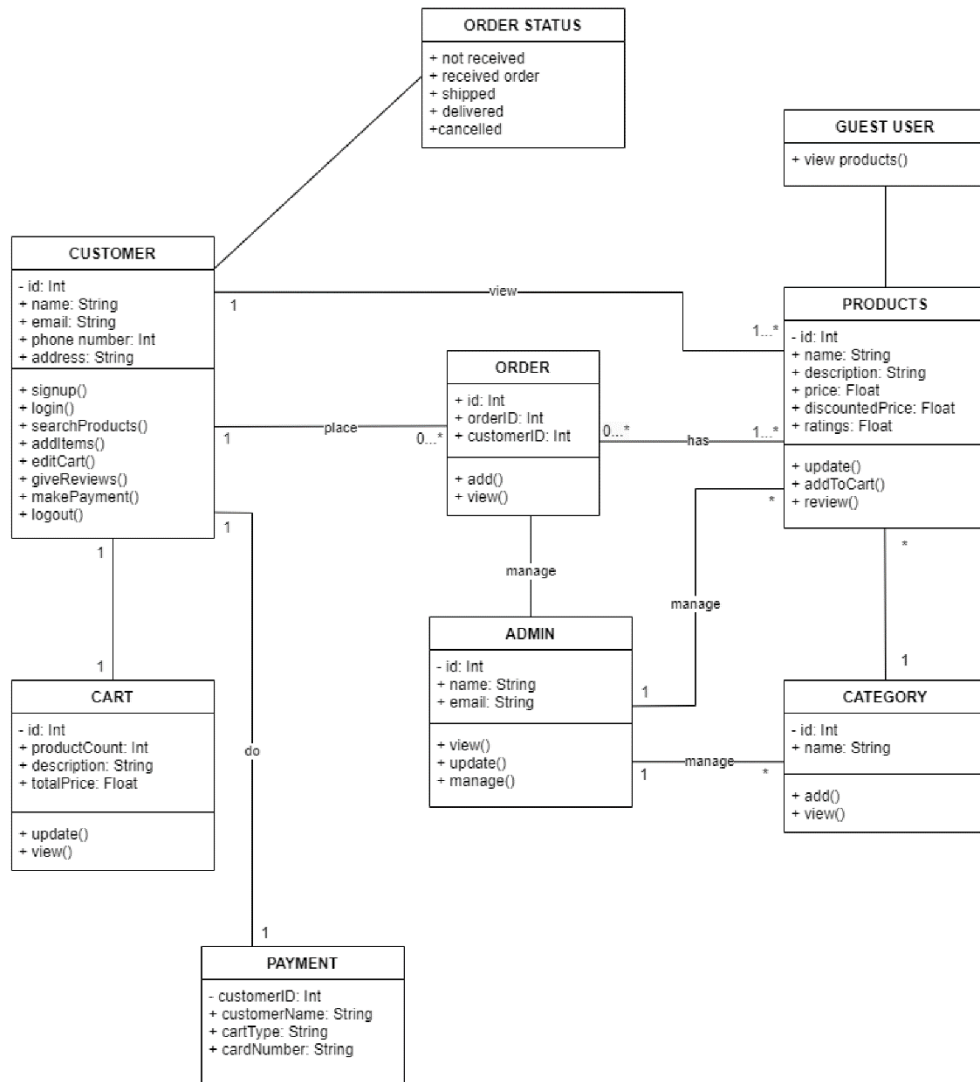 ORDER STATUS
+ not received
+ received order
+ shipped
+ delivered
+cancelled
GUEST USER
+ view products()
CUSTOMER
- id: Int
+ name: String
+ email: String
+ phone number: Int
+ address: String
+ signup()
+ login()
+ searchProducts()
+ addItems()
+ editCart()
+ giveReviews()
+ makePayment()
+ logout()
1
view
1...*
PRODUCTS
- id: Int
+ name: String
+ description: String
+ price: Float
+ discountedPrice: Float
+ ratings: Float
+ update()
+ addToCart()
+ review()
ORDER
+ id: Int
+ orderID: Int
+ customerID: Int
+ add()
+ view()
1
place
0...*
0...*
has
1...*
1
1
manage
*
manage
*
1
1
ADMIN
- id: Int
+ name: String
+ email: String
+ view()
+ update()
+ manage()
1
1
manage
*
CATEGORY
- id: Int
+ name: String
+ add()
+ view()
CART
- id: Int
+ productCount: Int
+ description: String
+ totalPrice: Float
+ update()
+ view()
do
1
PAYMENT
- customerID: Int
+ customerName: String
+ cartType: String
+ cardNumber: String